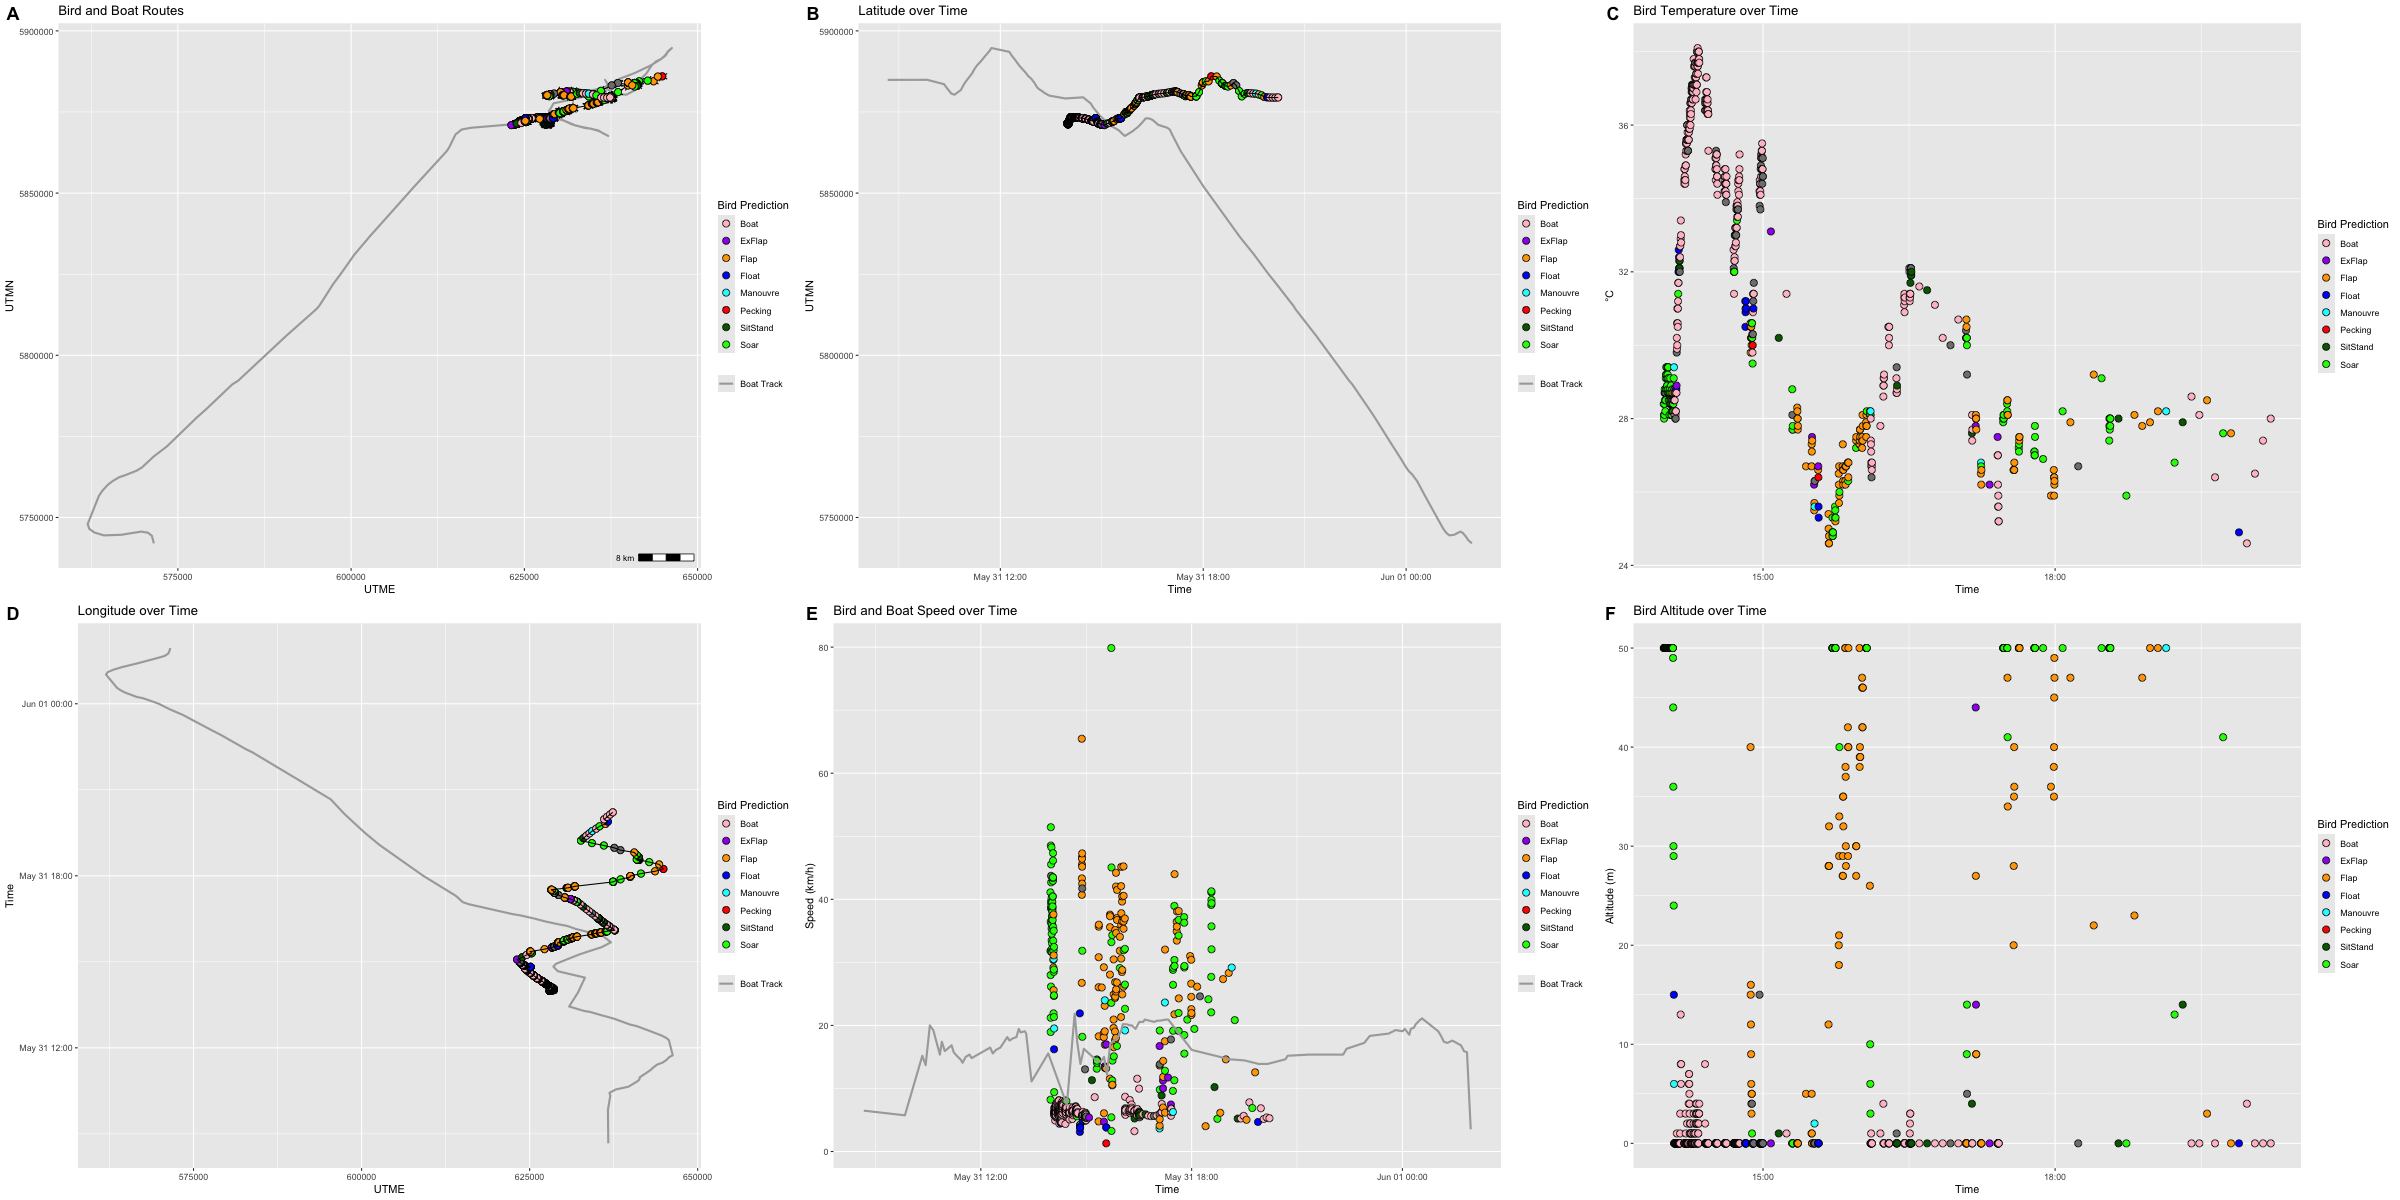 A
Bird and Boat Routes
5900000
5850000
5800000
5750000
UTMN
575000
600000
625000
650000
UTME
8 km
Bird Prediction
Boat
ExFlap
Flap
Float
Manouvre
Pecking
SitStand
Soar
Boat Track
B
Latitude over Time
5900000
5850000
5800000
5750000
UTMN
May 31 12:00
May 31 18:00
Jun 01 00:00
Time
Bird Prediction
Boat
ExFlap
Flap
Float
Manouvre
Pecking
SitStand
Soar
Boat Track
C
Bird Temperature over Time
36
32
28
24
°C
15:00
18:00
Time
Bird Prediction
Boat
ExFlap
Flap
Float
Manouvre
Pecking
SitStand
Soar
D
Longitude over Time
Jun 01 00:00
May 31 18:00
May 31 12:00
Time
575000
600000
625000
650000
UTME
Bird Prediction
Boat
ExFlap
Flap
Float
Manouvre
Pecking
SitStand
Soar
Boat Track
E
Bird and Boat Speed over Time
80
60
40
20
0
Speed (km/h)
May 31 12:00
May 31 18:00
Jun 01 00:00
Time
Bird Prediction
Boat
ExFlap
Flap
Float
Manouvre
Pecking
SitStand
Soar
Boat Track
F
Bird Altitude over Time
50
40
30
20
10
0
Altitude (m)
15:00
18:00
Time
Bird Prediction
Boat
ExFlap
Flap
Float
Manouvre
Pecking
SitStand
Soar